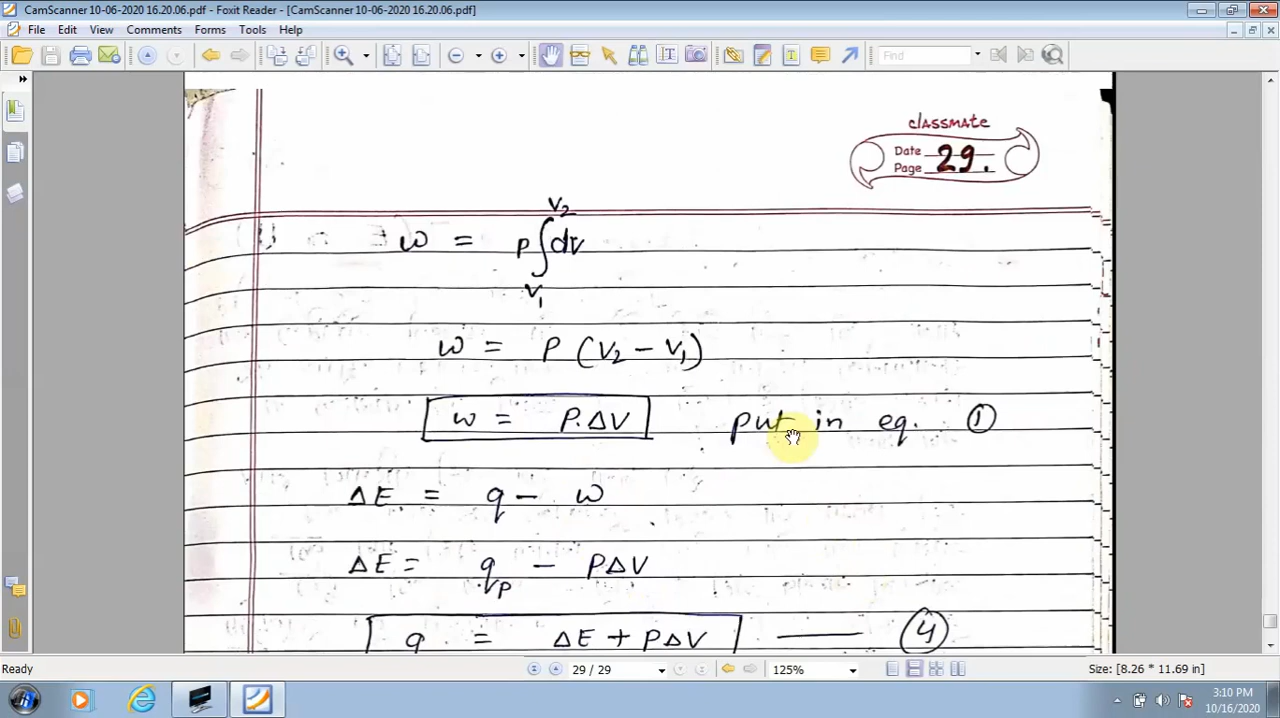 CamScanner 10-06-2020 16.20.06.pdf - Foxit Reader - [CamScanner 10-06-2020 16.20.06.pdf]
File Edit View Comments Forms Tools Help
Find
classmate
Date
Page 29.
w = P∫dv
V2
V1
w = P (V2 - V1)
w = P.ΔV put in eq. ①
ΔE = q - w
ΔE = qp - PΔV
q = ΔE + PΔV —— ④
Ready 29 / 29 125% Size: [8.26 * 11.69 in]
3:10 PM
10/16/2020